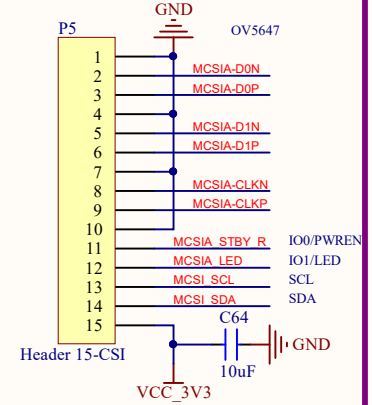 GND
P5
OV5647
1
2 MCSIA-D0N
3 MCSIA-D0P
4
5 MCSIA-D1N
6 MCSIA-D1P
7
8 MCSIA-CLKN
9 MCSIA-CLKP
10
11 MCSIA_STBY_R IO0/PWREN
12 MCSIA_LED IO1/LED
13 MCSI_SCL SCL
14 MCSI_SDA SDA
15
C64
GND
Header 15-CSI
10uF
VCC_3V3